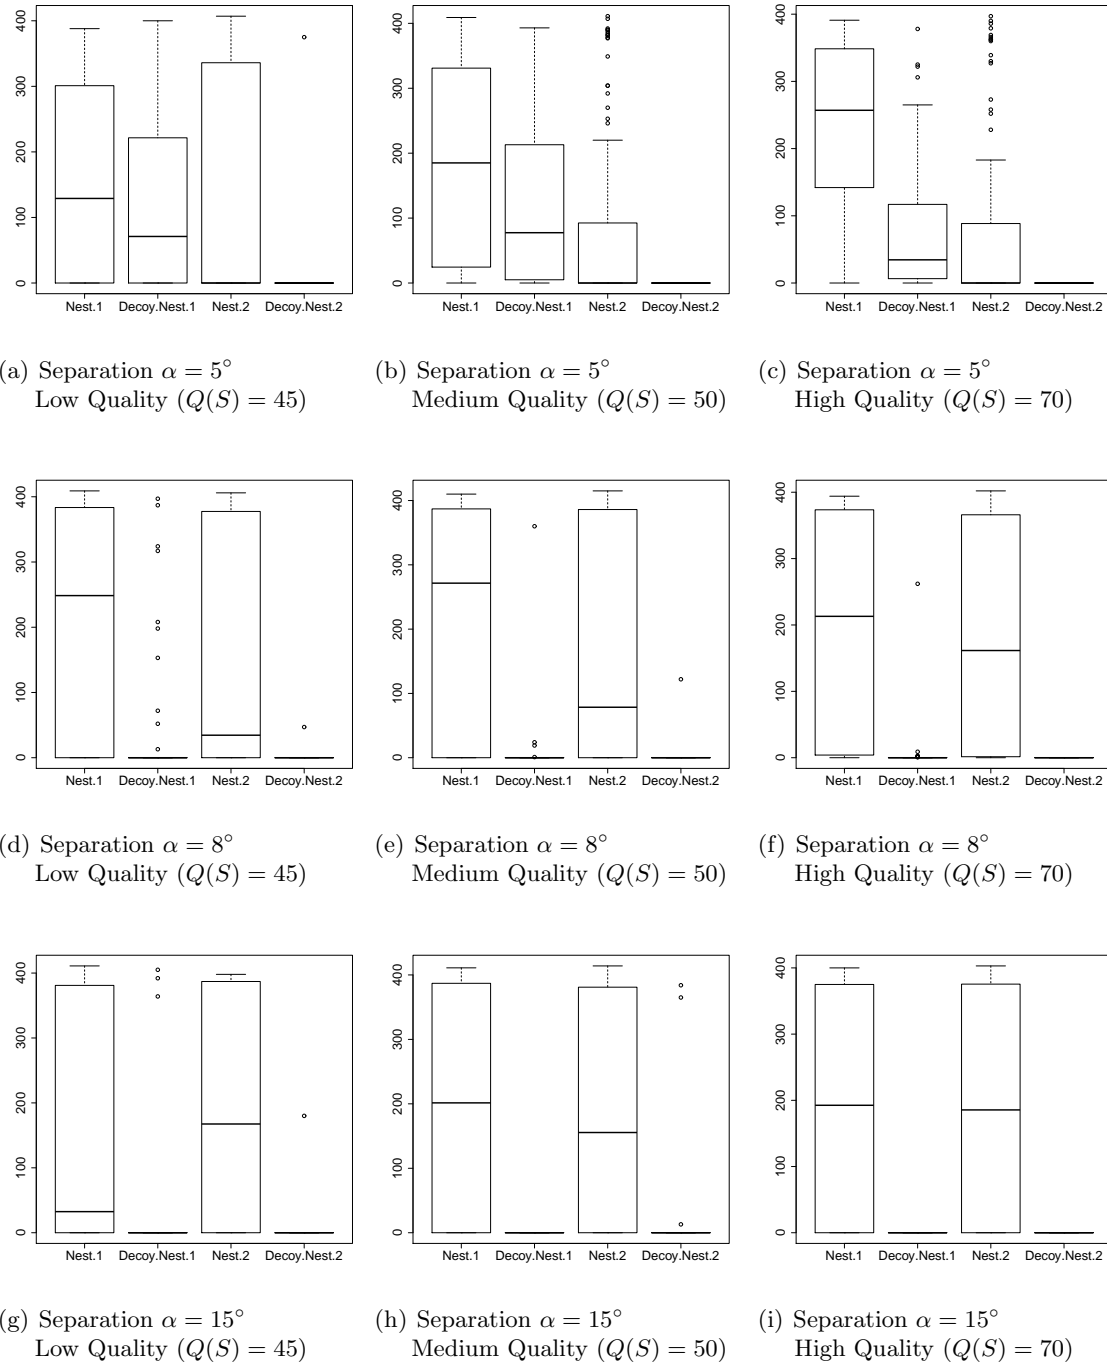 400
300
200
100
0
Nest.1 Decoy.Nest.1 Nest.2 Decoy.Nest.2
400
300
200
100
0
Nest.1 Decoy.Nest.1 Nest.2 Decoy.Nest.2
400
300
200
100
0
Nest.1 Decoy.Nest.1 Nest.2 Decoy.Nest.2
(a) Separation α = 5°
Low Quality (Q(S) = 45)
(b) Separation α = 5°
Medium Quality (Q(S) = 50)
(c) Separation α = 5°
High Quality (Q(S) = 70)
400
300
200
100
0
Nest.1 Decoy.Nest.1 Nest.2 Decoy.Nest.2
400
300
200
100
0
Nest.1 Decoy.Nest.1 Nest.2 Decoy.Nest.2
400
300
200
100
0
Nest.1 Decoy.Nest.1 Nest.2 Decoy.Nest.2
(d) Separation α = 8°
Low Quality (Q(S) = 45)
(e) Separation α = 8°
Medium Quality (Q(S) = 50)
(f) Separation α = 8°
High Quality (Q(S) = 70)
400
300
200
100
0
Nest.1 Decoy.Nest.1 Nest.2 Decoy.Nest.2
400
300
200
100
0
Nest.1 Decoy.Nest.1 Nest.2 Decoy.Nest.2
400
300
200
100
0
Nest.1 Decoy.Nest.1 Nest.2 Decoy.Nest.2
(g) Separation α = 15°
Low Quality (Q(S) = 45)
(h) Separation α = 15°
Medium Quality (Q(S) = 50)
(i) Separation α = 15°
High Quality (Q(S) = 70)